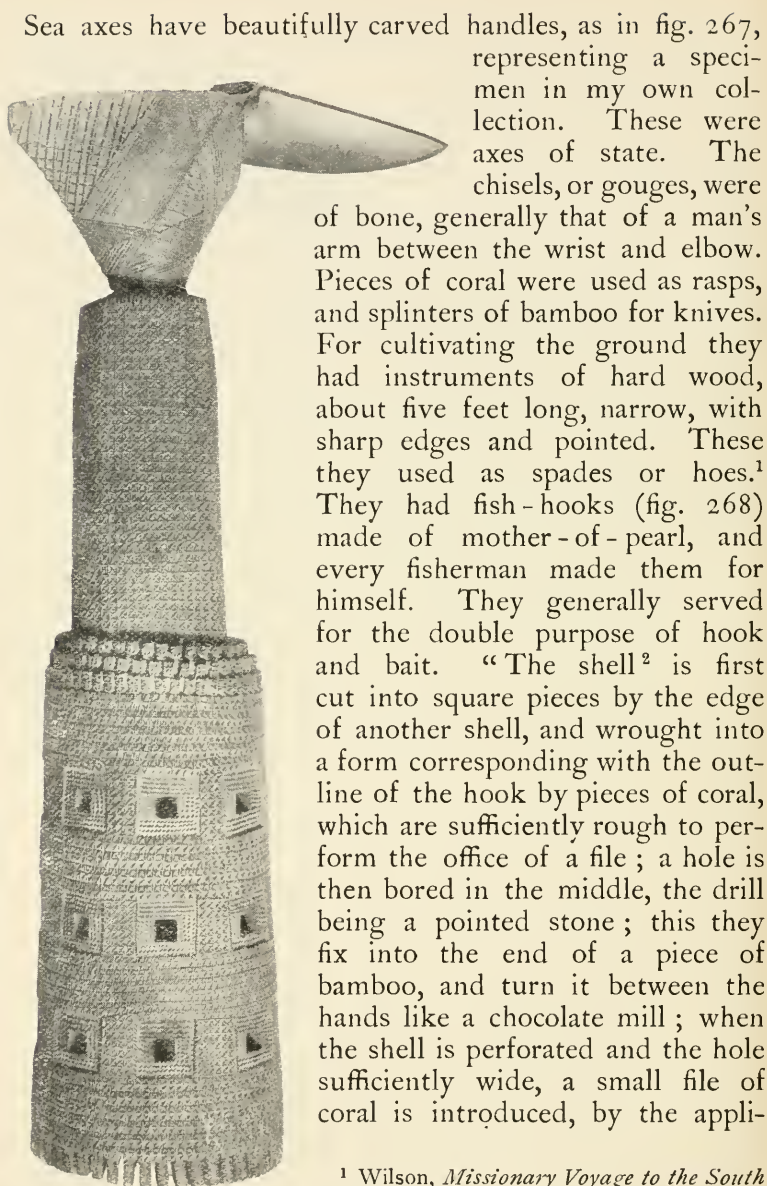 Sea axes have beautifully carved handles, as in fig. 267,
representing a speci-
men in my own col-
lection. These were
axes of state. The
chisels, or gouges, were
of bone, generally that of a man's
arm between the wrist and elbow.
Pieces of coral were used as rasps,
and splinters of bamboo for knives.
For cultivating the ground they
had instruments of hard wood,
about five feet long, narrow, with
sharp edges and pointed. These
they used as spades or hoes.¹
They had fish-hooks (fig. 268)
made of mother-of-pearl, and
every fisherman made them for
himself. They generally served
for the double purpose of hook
and bait. “The shell² is first
cut into square pieces by the edge
of another shell, and wrought into
a form corresponding with the out-
line of the hook by pieces of coral,
which are sufficiently rough to per-
form the office of a file; a hole is
then bored in the middle, the drill
being a pointed stone; this they
fix into the end of a piece of
bamboo, and turn it between the
hands like a chocolate mill; when
the shell is perforated and the hole
sufficiently wide, a small file of
coral is introduced, by the appli-
¹ Wilson, Missionary Voyage to the South